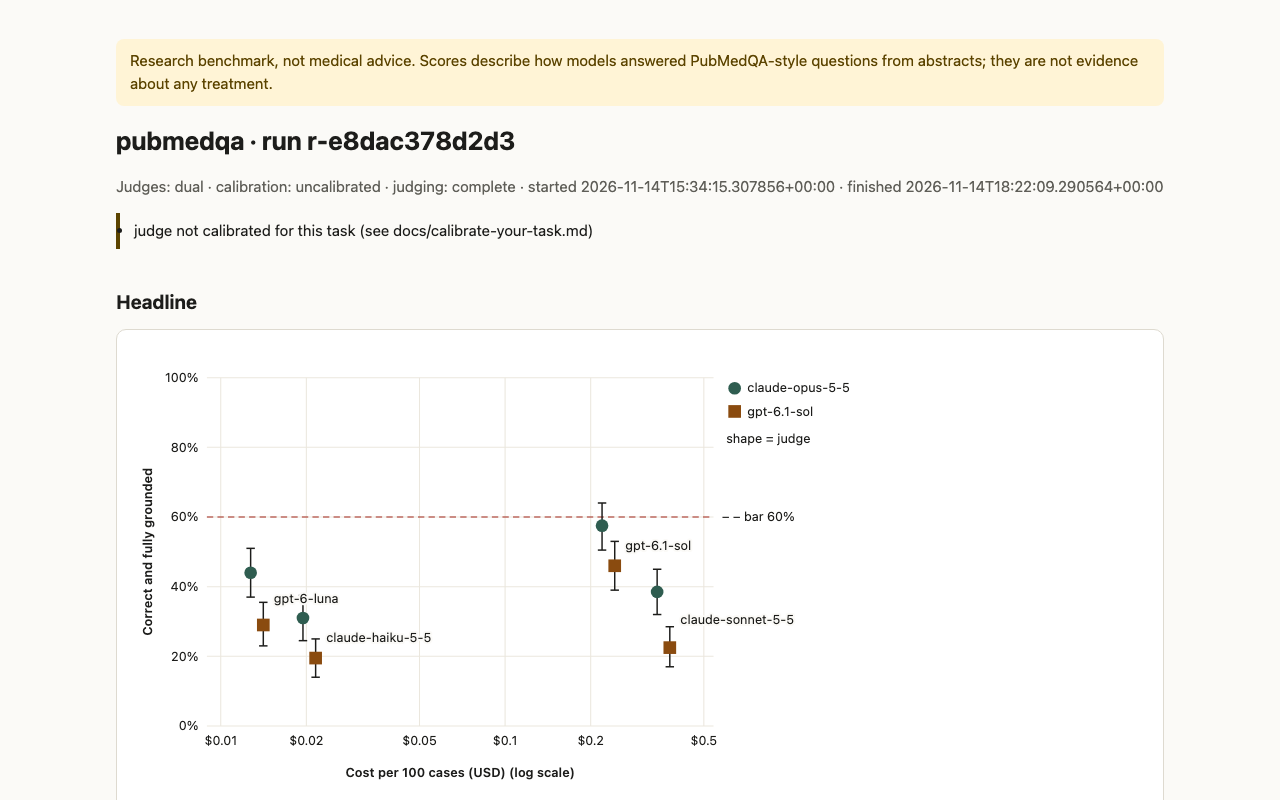 Research benchmark, not medical advice. Scores describe how models answered PubMedQA-style questions from abstracts; they are not evidence
about any treatment.
pubmedqa · run r-e8dac378d2d3
Judges: dual · calibration: uncalibrated · judging: complete · started 2026-11-14T15:34:15.307856+00:00 · finished 2026-11-14T18:22:09.290564+00:00
• judge not calibrated for this task (see docs/calibrate-your-task.md)
Headline
100%
80%
60%
40%
20%
0%
Correct and fully grounded
claude-opus-5-5
gpt-6.1-sol
shape = judge
bar 60%
gpt-6.1-sol
gpt-6-luna
claude-sonnet-5-5
claude-haiku-5-5
$0.01
$0.02
$0.05
$0.1
$0.2
$0.5
Cost per 100 cases (USD) (log scale)